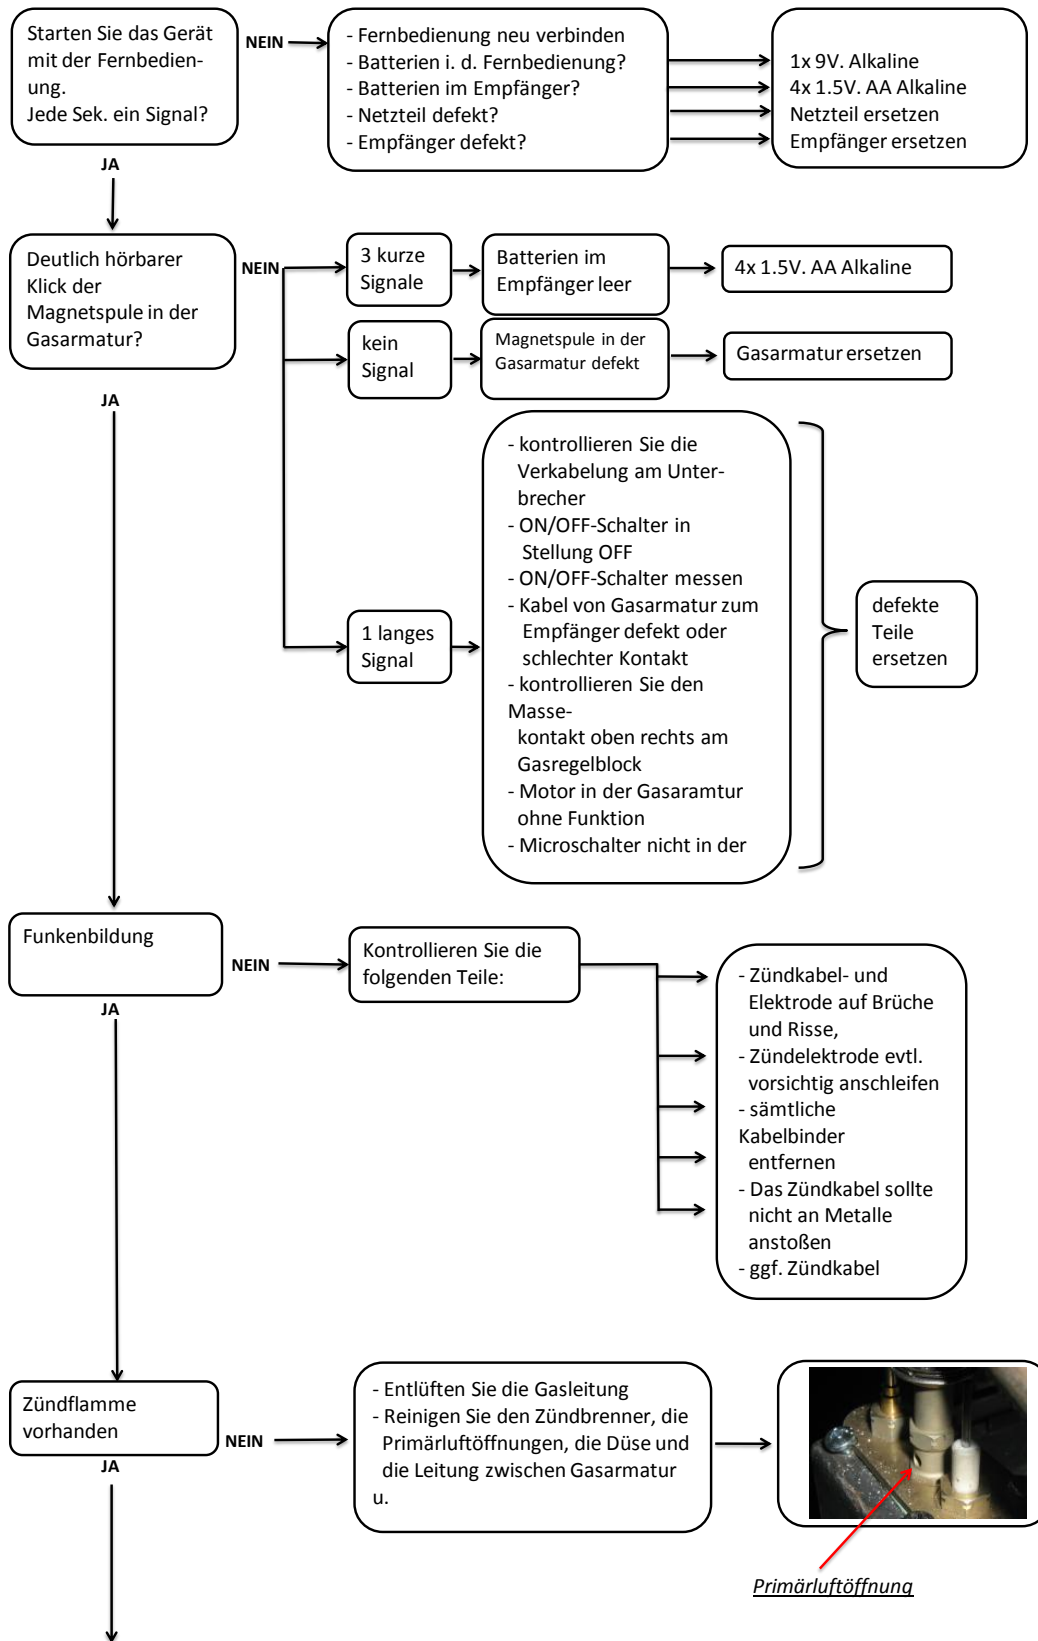 Starten Sie das Gerät
mit der Fernbedien-
ung.
Jede Sek. ein Signal?
NEIN
- Fernbedienung neu verbinden
- Batterien i. d. Fernbedienung?
- Batterien im Empfänger?
- Netzteil defekt?
- Empfänger defekt?
1x 9V. Alkaline
4x 1.5V. AA Alkaline
Netzteil ersetzen
Empfänger ersetzen
JA
Deutlich hörbarer
Klick der
Magnetspule in der
Gasarmatur?
NEIN
3 kurze
Signale
Batterien im
Empfänger leer
4x 1.5V. AA Alkaline
kein
Signal
Magnetspule in der
Gasarmatur defekt
Gasarmatur ersetzen
JA
1 langes
Signal
- kontrollieren Sie die
Verkabelung am Unter-
brecher
- ON/OFF-Schalter in
Stellung OFF
- ON/OFF-Schalter messen
- Kabel von Gasarmatur zum
Empfänger defekt oder
schlechter Kontakt
- kontrollieren Sie den
Masse-
kontakt oben rechts am
Gasregelblock
- Motor in der Gasaramtur
ohne Funktion
- Microschalter nicht in der
defekte
Teile
ersetzen
Funkenbildung
NEIN
Kontrollieren Sie die
folgenden Teile:
- Zündkabel- und
Elektrode auf Brüche
und Risse,
- Zündelektrode evtl.
vorsichtig anschleifen
- sämtliche
Kabelbinder
entfernen
- Das Zündkabel sollte
nicht an Metalle
anstoßen
- ggf. Zündkabel
JA
Zündflamme
vorhanden
NEIN
- Entlüften Sie die Gasleitung
- Reinigen Sie den Zündbrenner, die
Primärluftöffnungen, die Düse und
die Leitung zwischen Gasarmatur
u.
JA
Primärluftöffnung